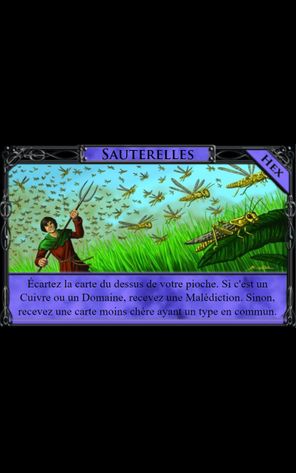 SAUTERELLES
HEX
Écartez la carte du dessus de votre pioche. Si c'est un
Cuivre ou un Domaine, recevez une Malédiction. Sinon,
recevez une carte moins chère ayant un type en commun.